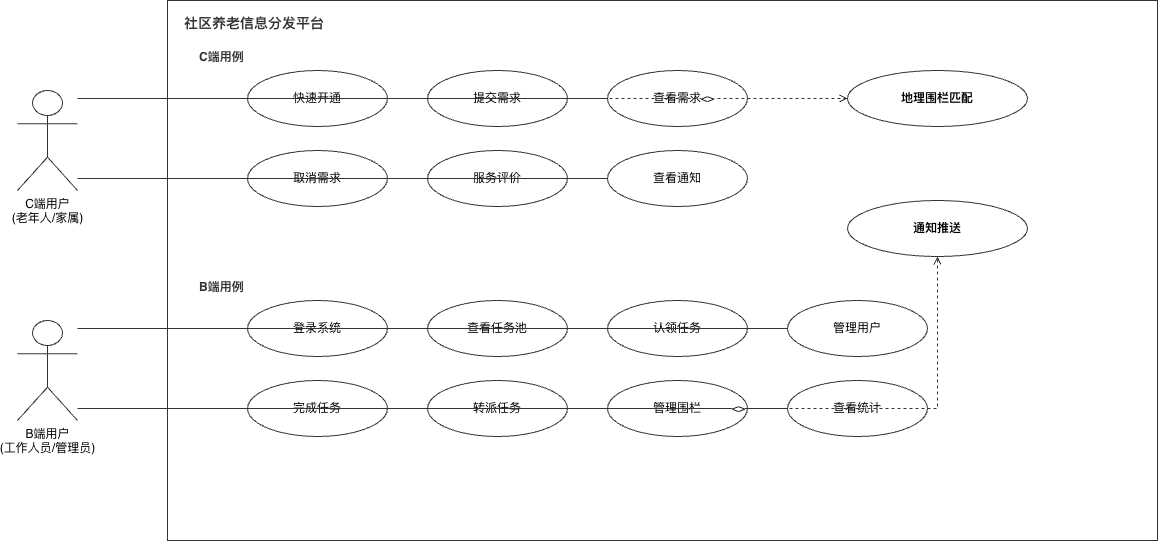 社区养老信息分发平台
C端用例
快速开通
提交需求
查看需求
地理围栏匹配
取消需求
服务评价
查看通知
C端用户
(老年人/家属)
通知推送
B端用例
登录系统
查看任务池
认领任务
管理用户
完成任务
转派任务
管理围栏
查看统计
B端用户
(工作人员/管理员)